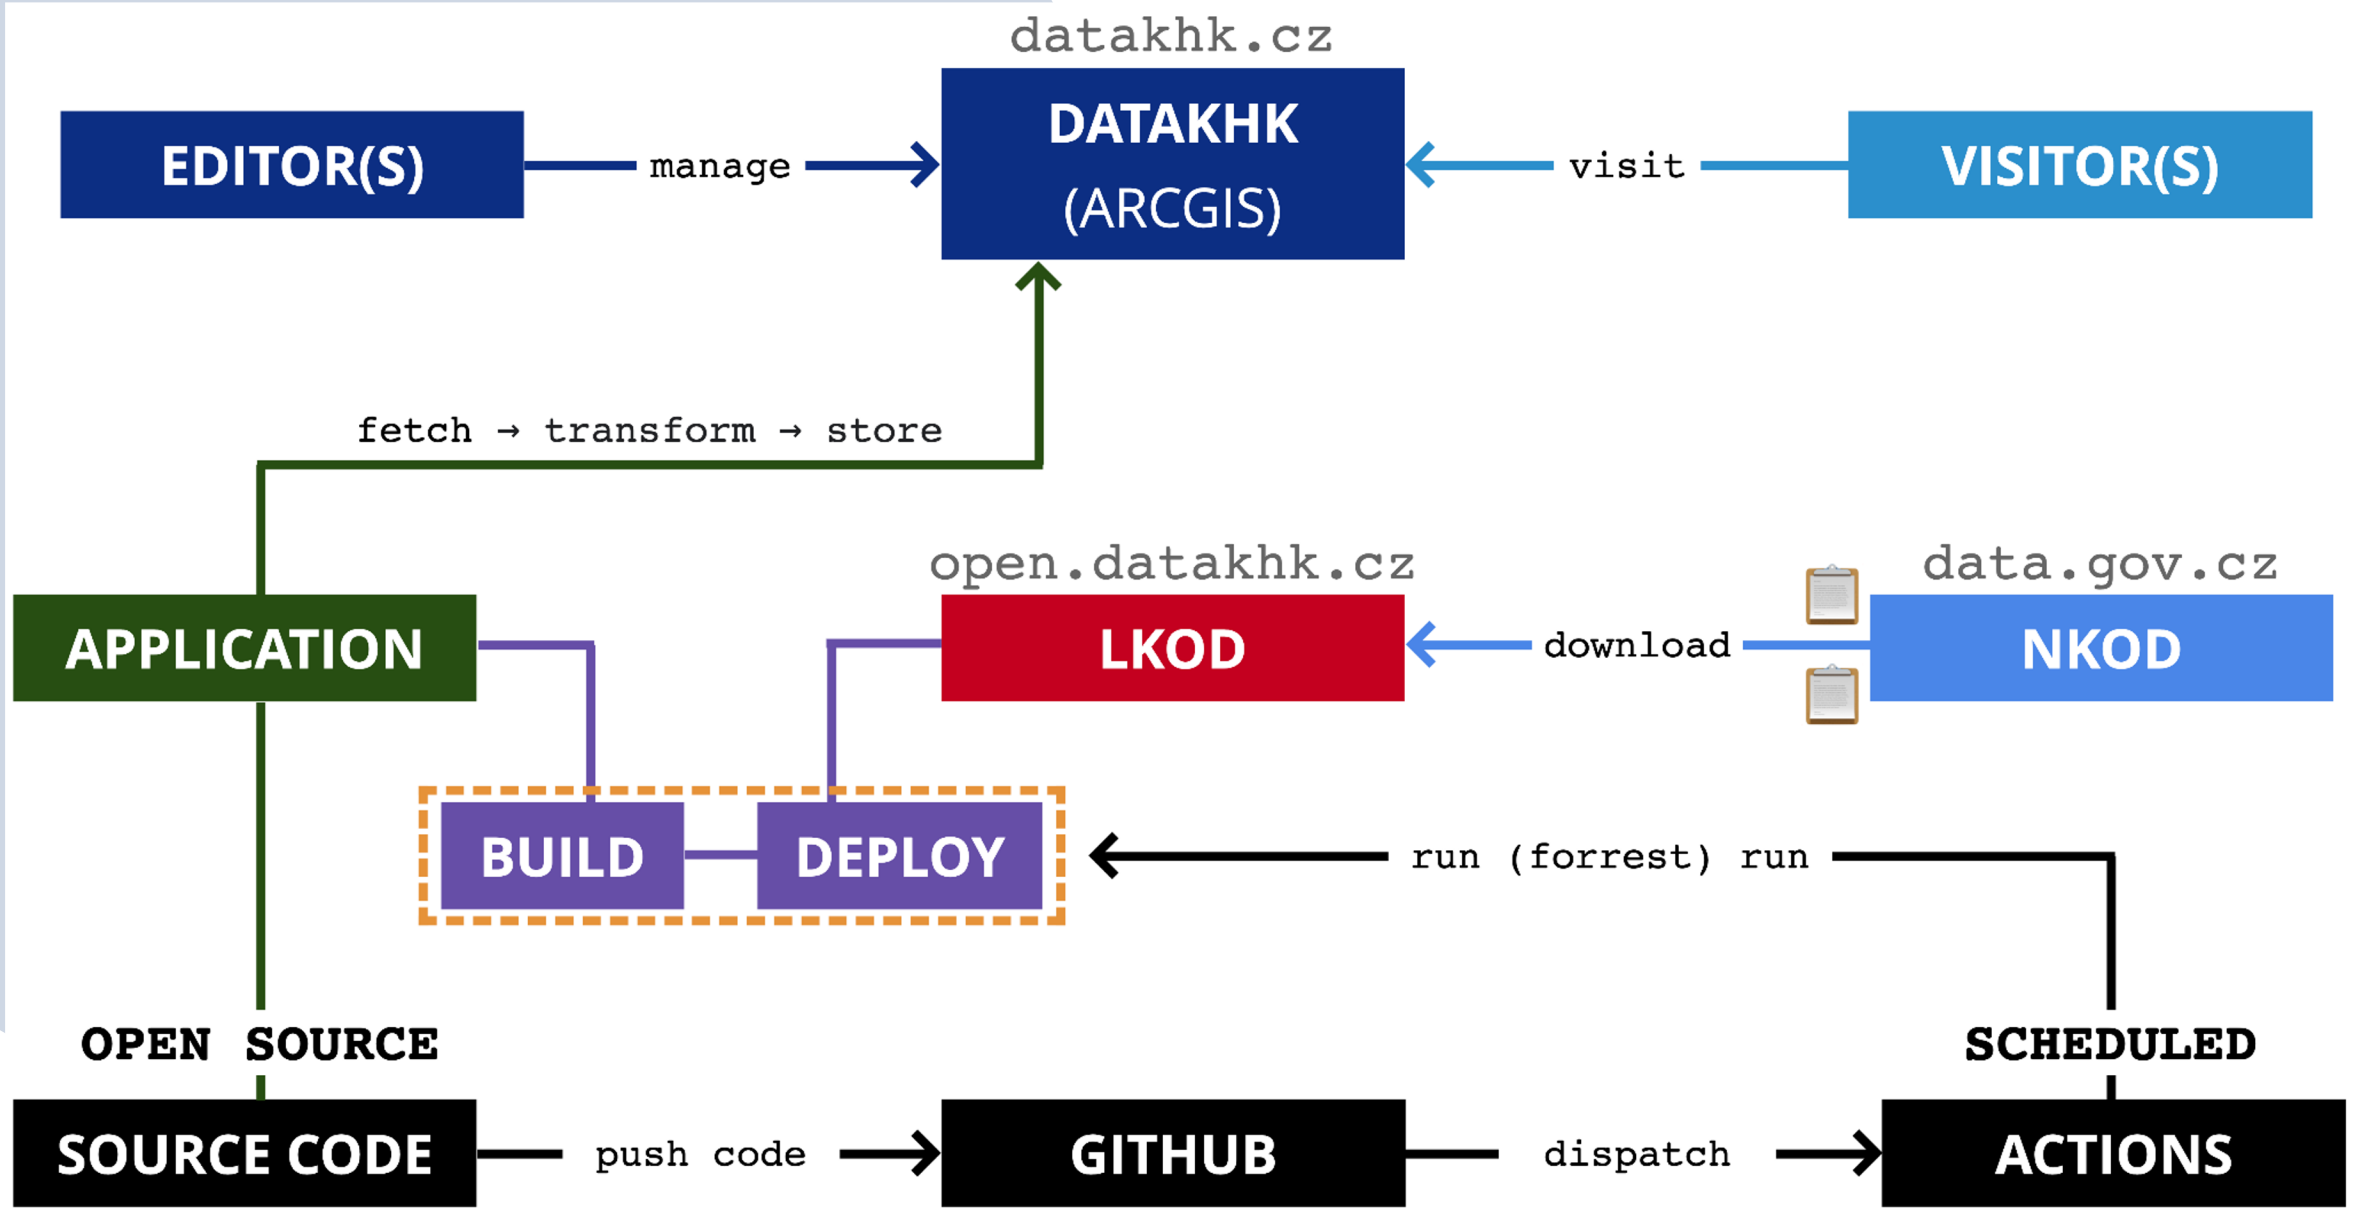 datakhk.cz
EDITOR(S)
manage
DATAKHK
(ARCGIS)
visit
VISITOR(S)
fetch → transform → store
open.datakhk.cz
data.gov.cz
APPLICATION
LKOD
download
NKOD
BUILD
DEPLOY
run (forrest) run
OPEN SOURCE
SCHEDULED
SOURCE CODE
push code
GITHUB
dispatch
ACTIONS